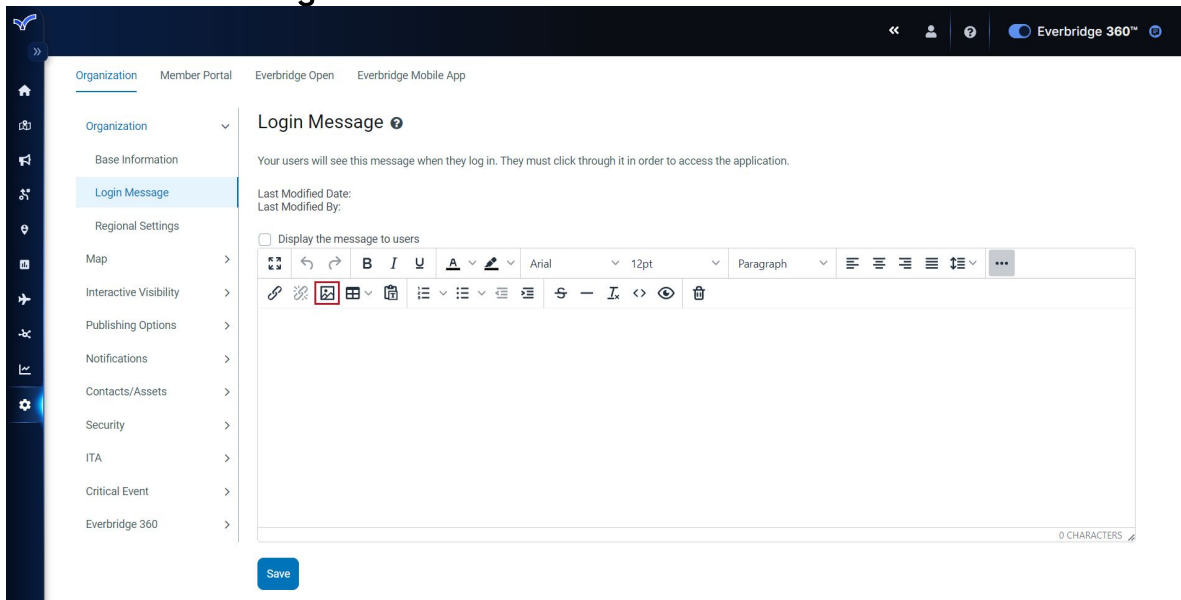 Everbridge 360™
Organization Member Portal Everbridge Open Everbridge Mobile App
Organization
Base Information
Login Message
Regional Settings
Map
Interactive Visibility
Publishing Options
Notifications
Contacts/Assets
Security
ITA
Critical Event
Everbridge 360
Login Message
Your users will see this message when they log in. They must click through it in order to access the application.
Last Modified Date:
Last Modified By:
Display the message to users
B I U A Arial 12pt Paragraph
0 CHARACTERS
Save